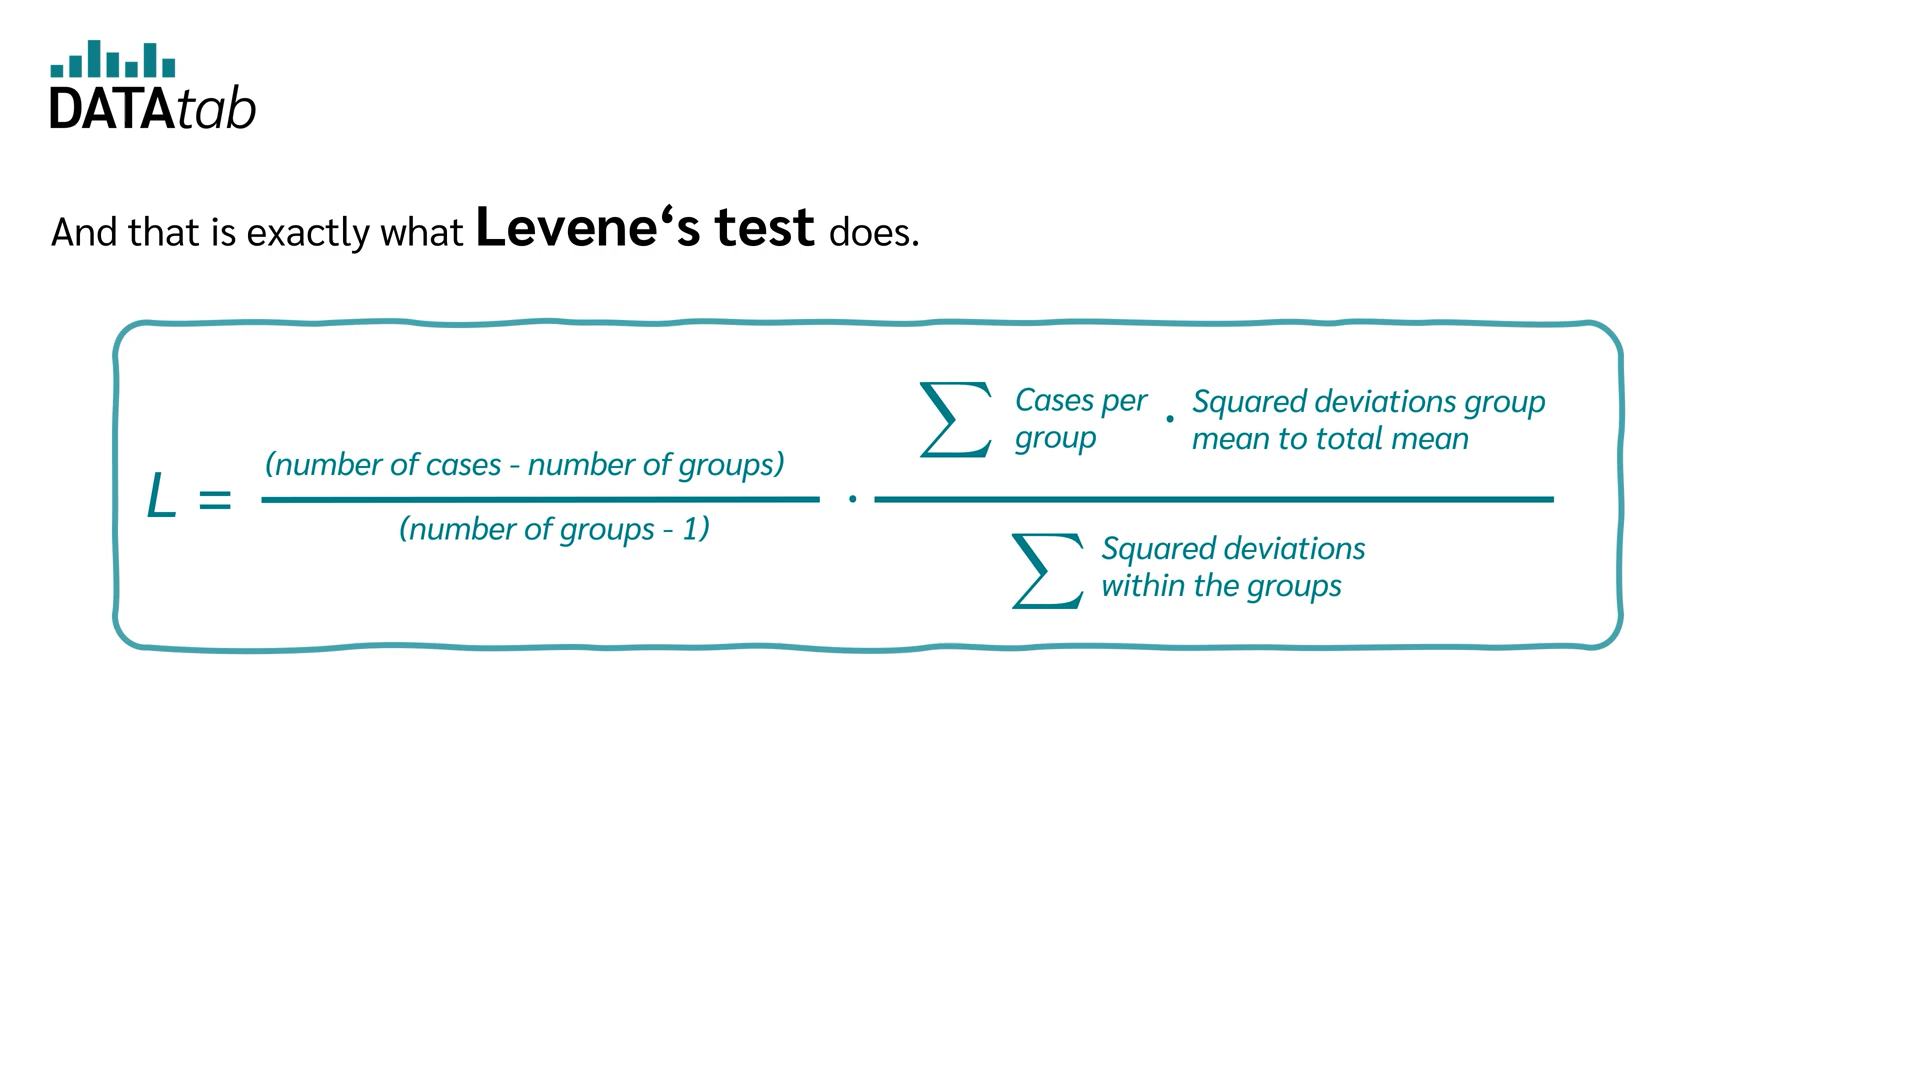 DATAtab
And that is exactly what Levene‘s test does.
L = (number of cases - number of groups)
(number of groups - 1)
·
∑ Cases per group · Squared deviations group mean to total mean
∑ Squared deviations within the groups